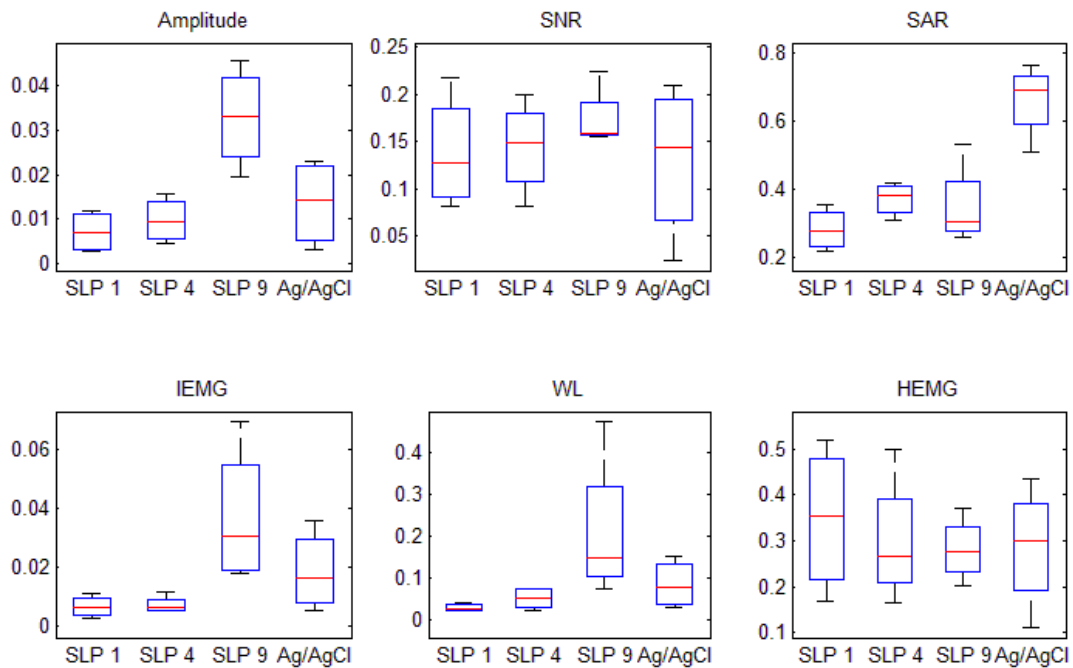 Amplitude
0.04
0.03
0.02
0.01
0
SLP 1 SLP 4 SLP 9 Ag/AgCl
SNR
0.25
0.2
0.15
0.1
0.05
SLP 1 SLP 4 SLP 9 Ag/AgCl
SAR
0.8
0.6
0.4
0.2
SLP 1 SLP 4 SLP 9 Ag/AgCl
IEMG
0.06
0.04
0.02
0
SLP 1 SLP 4 SLP 9 Ag/AgCl
WL
0.4
0.3
0.2
0.1
0
SLP 1 SLP 4 SLP 9 Ag/AgCl
HEMG
0.5
0.4
0.3
0.2
0.1
SLP 1 SLP 4 SLP 9 Ag/AgCl